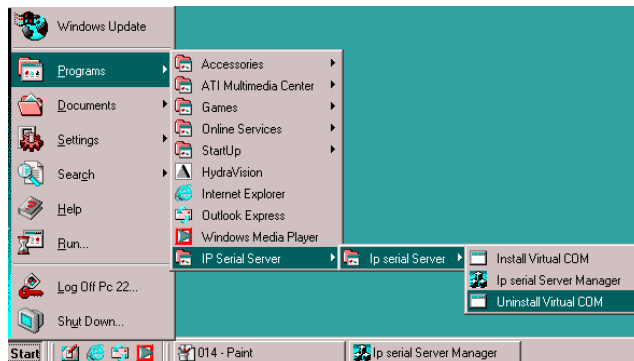 Windows Update
Programs
Documents
Settings
Search
Help
Run...
Log Off Pc 22...
Shut Down...
Accessories
ATI Multimedia Center
Games
Online Services
StartUp
HydraVision
Internet Explorer
Outlook Express
Windows Media Player
IP Serial Server
Ip serial Server
Install Virtual COM
Ip serial Server Manager
Uninstall Virtual COM
Start
014 - Paint
Ip serial Server Manager